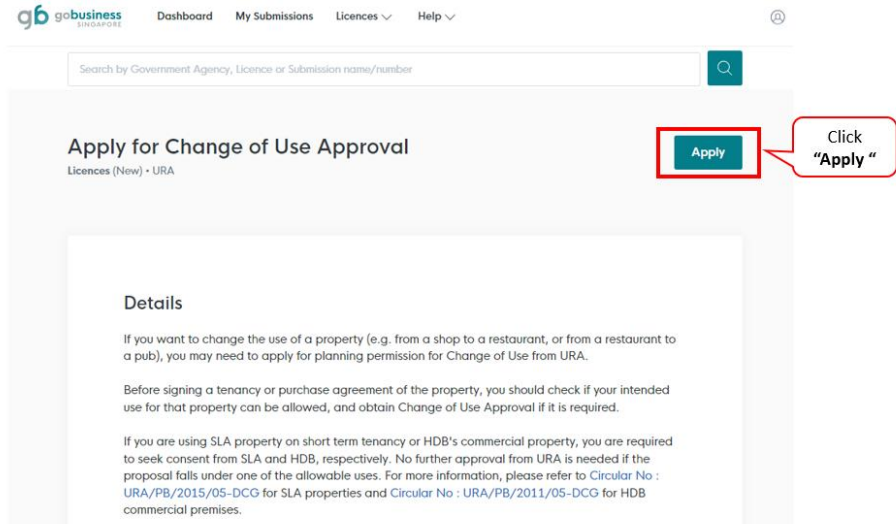 gb gobusiness
SINGAPORE
Dashboard My Submissions Licences Help
Search by Government Agency, Licence or Submission name/number
Apply for Change of Use Approval
Licences (New) • URA
Apply
Click
"Apply "
Details
If you want to change the use of a property (e.g. from a shop to a restaurant, or from a restaurant to
a pub), you may need to apply for planning permission for Change of Use from URA.
Before signing a tenancy or purchase agreement of the property, you should check if your intended
use for that property can be allowed, and obtain Change of Use Approval if it is required.
If you are using SLA property on short term tenancy or HDB's commercial property, you are required
to seek consent from SLA and HDB, respectively. No further approval from URA is needed if the
proposal falls under one of the allowable uses. For more information, please refer to Circular No :
URA/PB/2015/05-DCG for SLA properties and Circular No : URA/PB/2011/05-DCG for HDB
commercial premises.